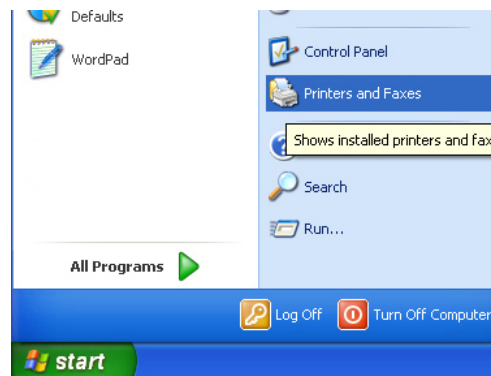 Defaults
WordPad
Control Panel
Printers and Faxes
Shows installed printers and fax
Search
Run...
All Programs
Log Off
Turn Off Computer
start